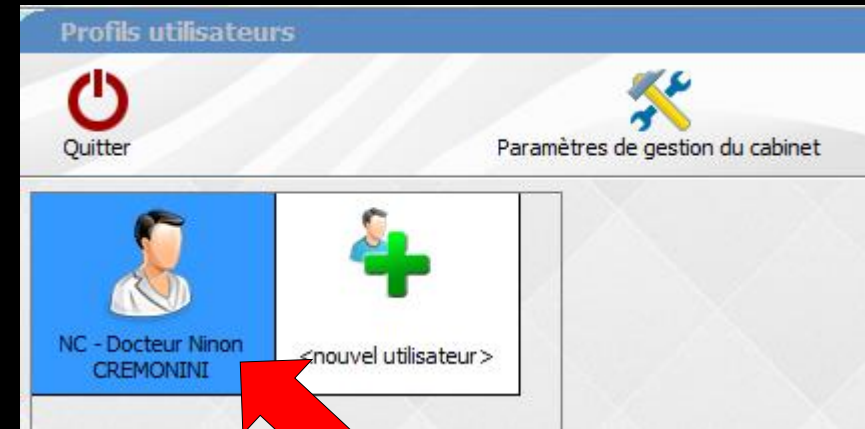 Profils utilisateurs
Quitter
Paramètres de gestion du cabinet
NC - Docteur Ninon
CREMONINI
<nouvel utilisateur>